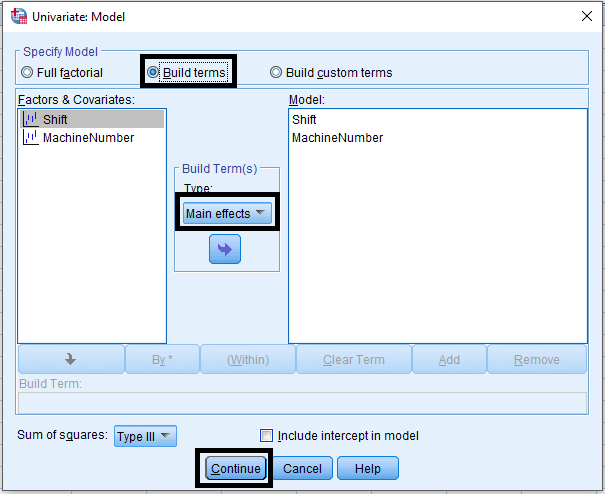 Univariate: Model
Specify Model
Full factorial
Build terms
Build custom terms
Factors & Covariates:
Shift
MachineNumber
Build Term(s)
Type:
Main effects
Model:
Shift
MachineNumber
By *
(Within)
Clear Term
Add
Remove
Build Term:
Sum of squares:
Type III
Include intercept in model
Continue
Cancel
Help